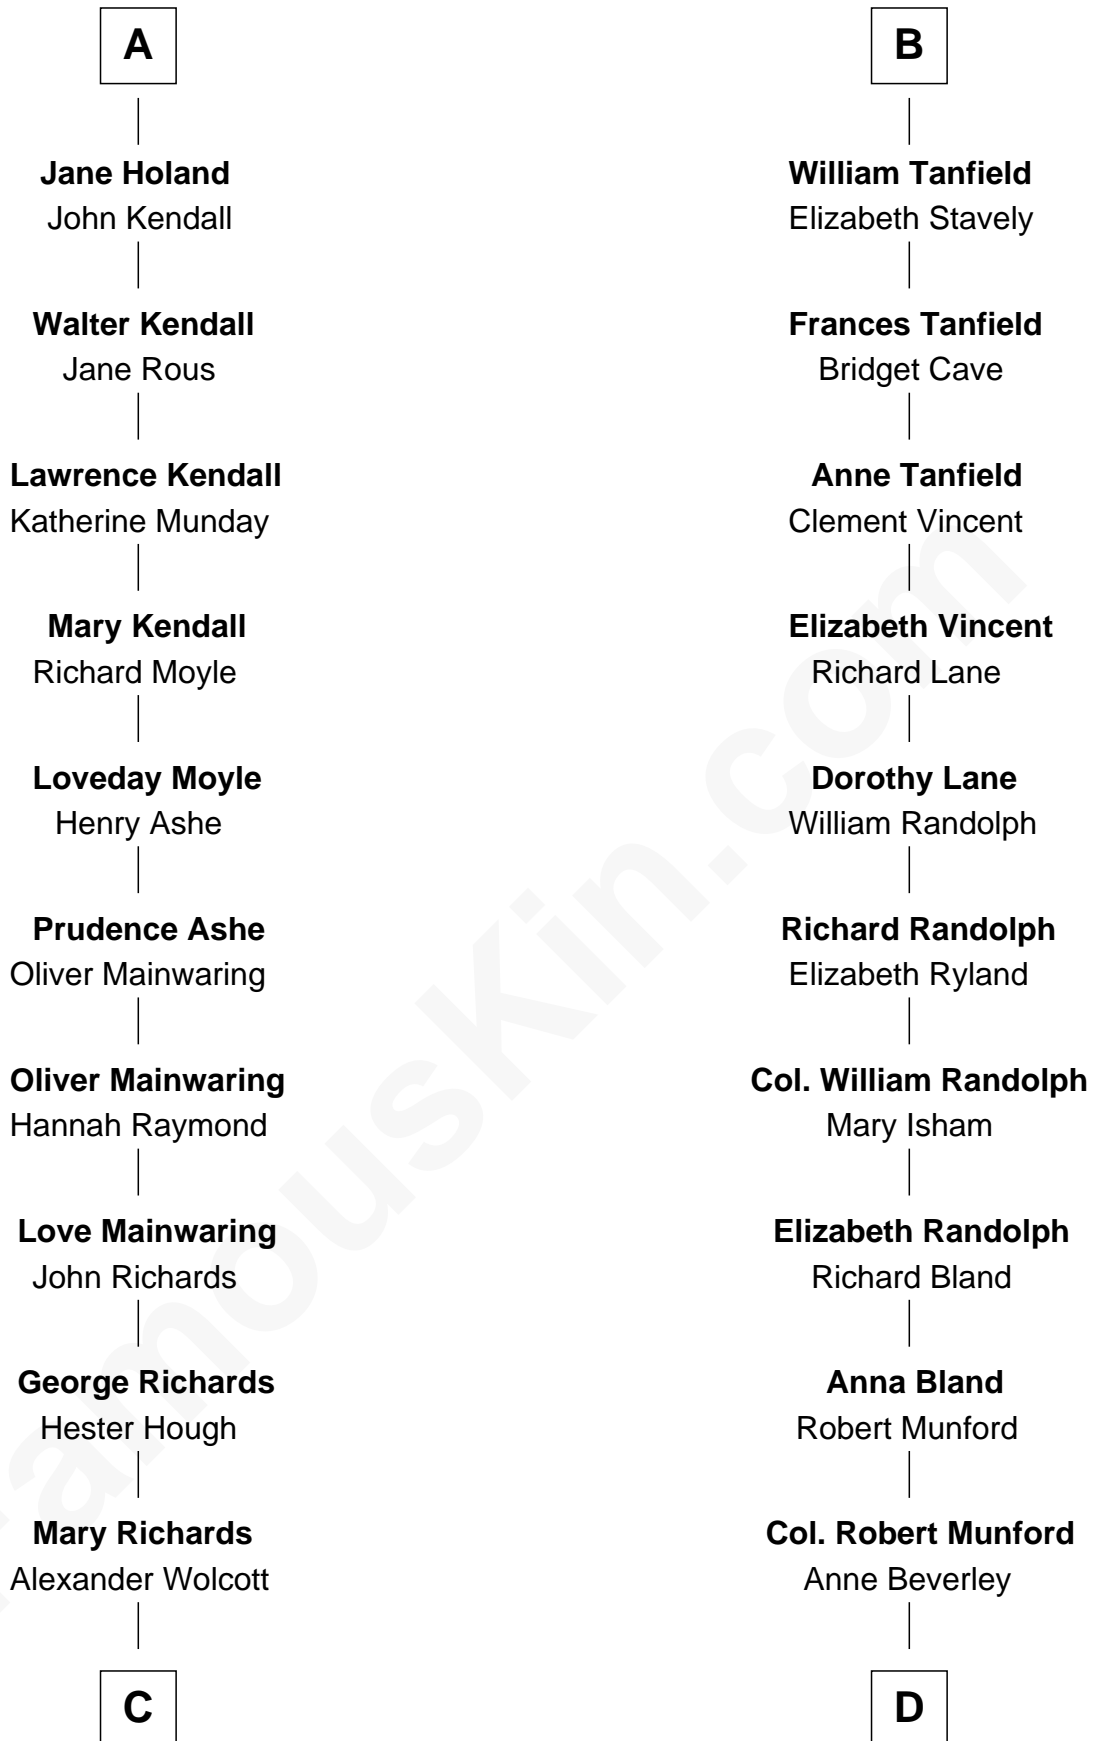 A
Jane Holand
John Kendall
Walter Kendall
Jane Rous
Lawrence Kendall
Katherine Munday
Mary Kendall
Richard Moyle
Loveday Moyle
Henry Ashe
Prudence Ashe
Oliver Mainwaring
Oliver Mainwaring
Hannah Raymond
Love Mainwaring
John Richards
George Richards
Hester Hough
Mary Richards
Alexander Wolcott
C
B
William Tanfield
Elizabeth Stavely
Frances Tanfield
Bridget Cave
Anne Tanfield
Clement Vincent
Elizabeth Vincent
Richard Lane
Dorothy Lane
William Randolph
Richard Randolph
Elizabeth Ryland
Col. William Randolph
Mary Isham
Elizabeth Randolph
Richard Bland
Anna Bland
Robert Munford
Col. Robert Munford
Anne Beverley
D
FamousKin.com